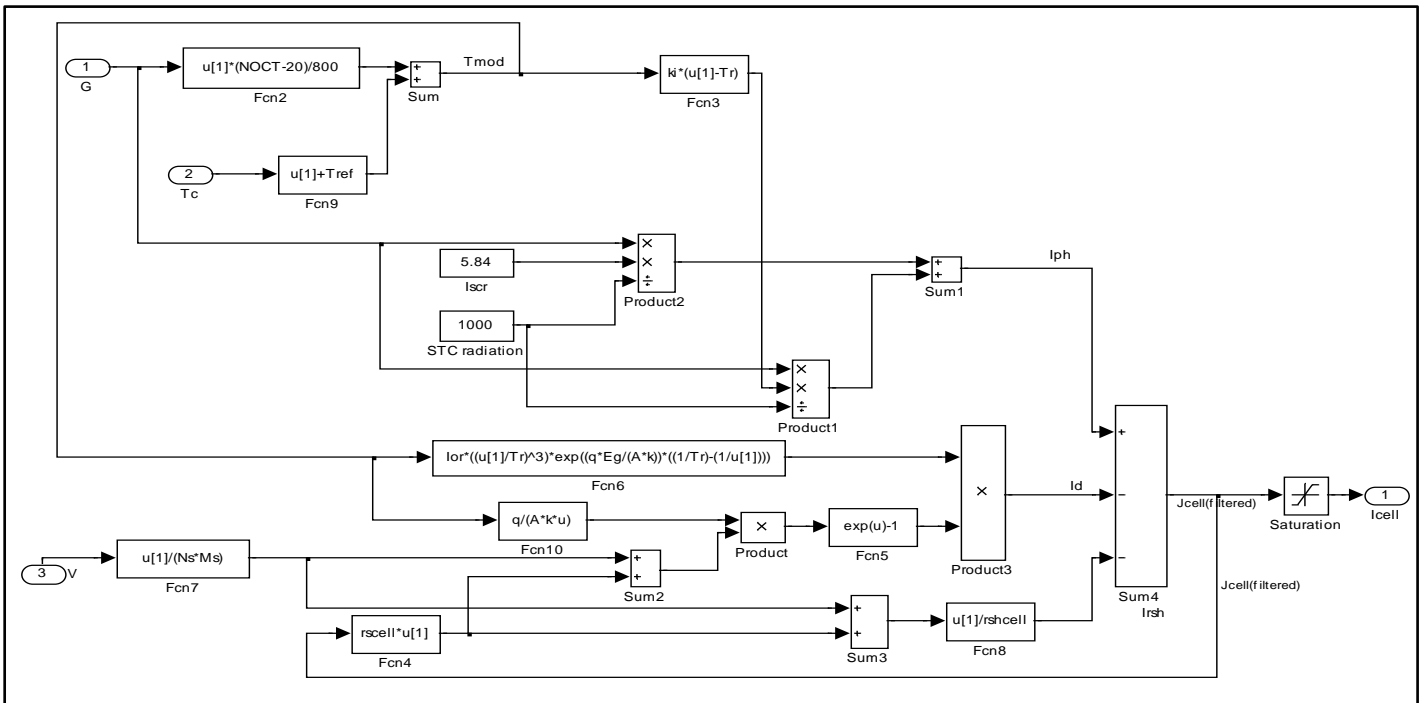 1
G
u[1]*(NOCT-20)/800
Fcn2
+
+
Sum
Tmod
ki*(u[1]-Tr)
Fcn3
2
Tc
u[1]+Tref
Fcn9
5.84
Iscr
×
×
÷
Product2
1000
STC radiation
×
×
÷
Product1
+
+
Sum1
Iph
Ior*((u[1]/Tr)^3)*exp((q*Eg/(A*k))*((1/Tr)-(1/u[1])))
Fcn6
q/(A*k*u)
Fcn10
3
V
u[1]/(Ns*Ms)
Fcn7
+
+
Sum2
×
Product
exp(u)-1
Fcn5
×
Product3
Id
rscell*u[1]
Fcn4
+
+
Sum3
u[1]/rshcell
Fcn8
+
−
−
Sum4
Irsh
Jcell(filtered)
Jcell(filtered)
Saturation
1
Icell